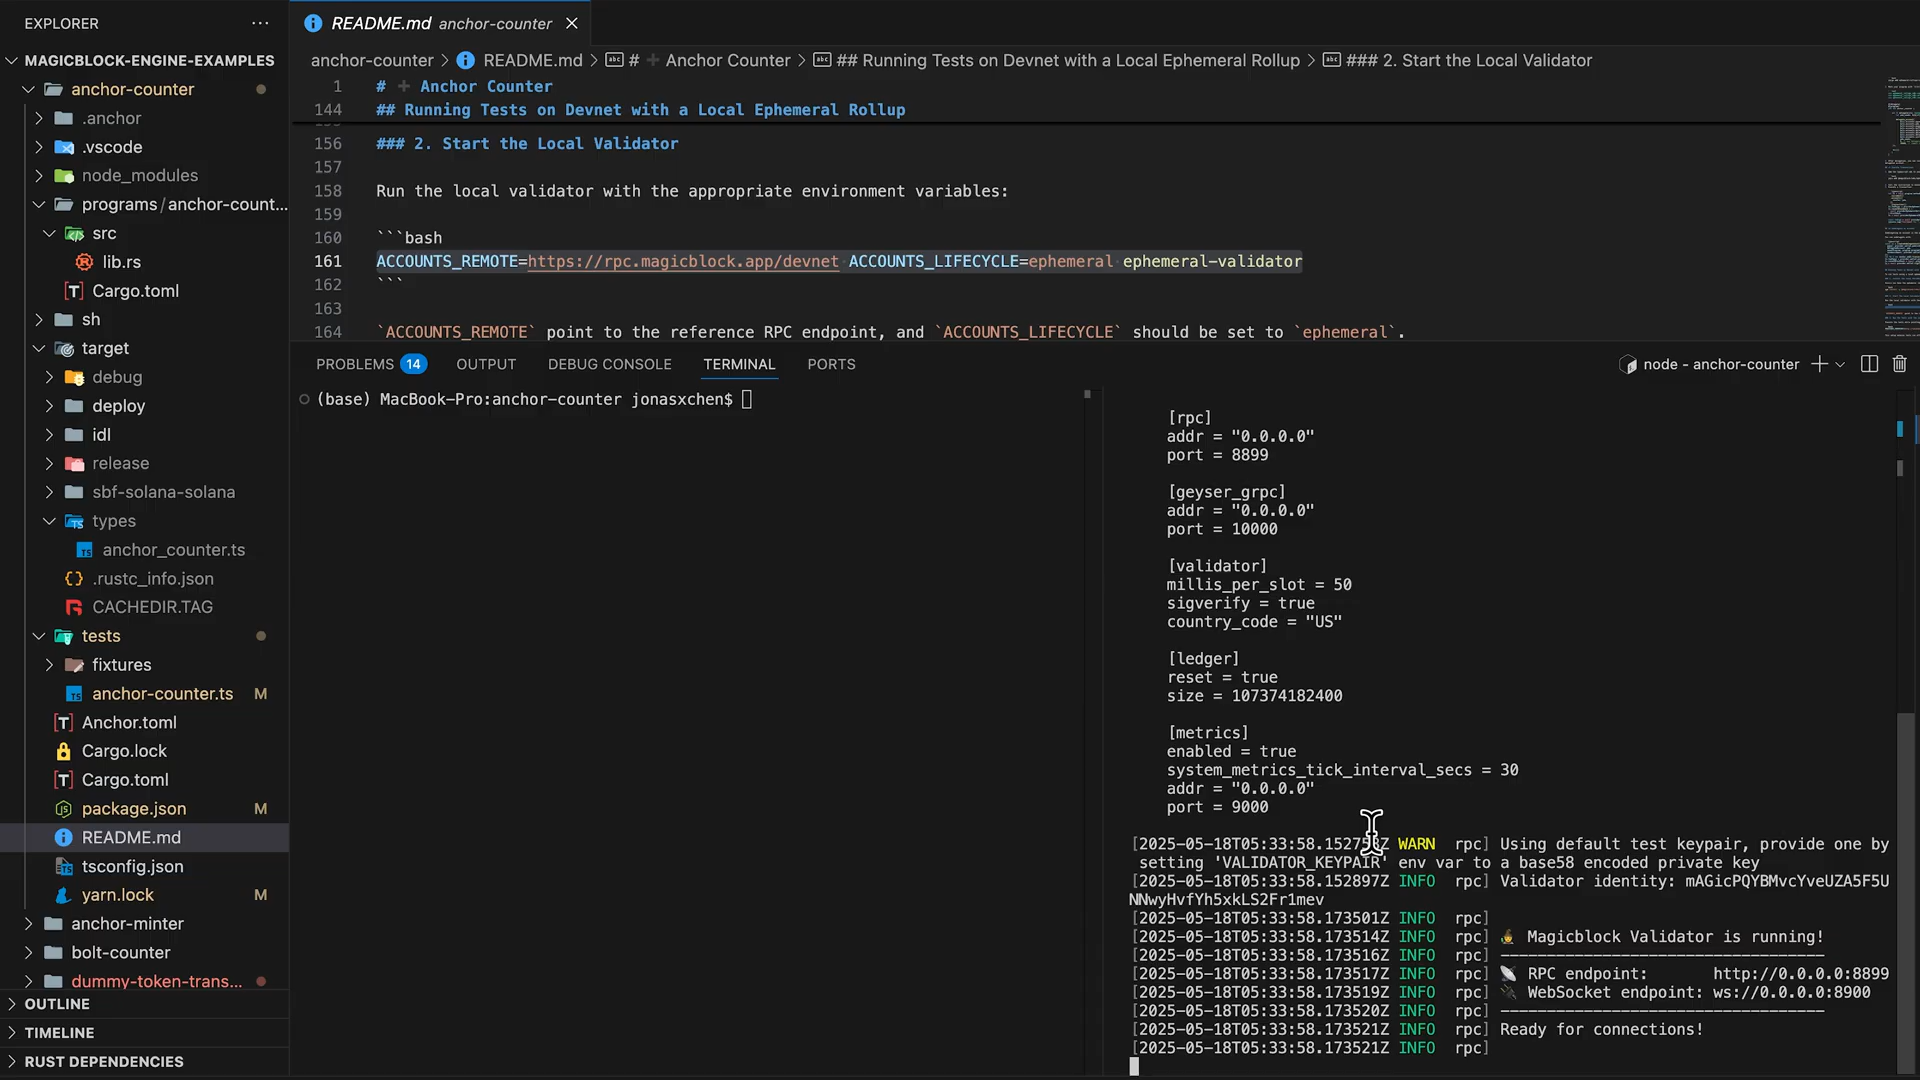 EXPLORER
MAGICBLOCK-ENGINE-EXAMPLES
anchor-counter
.anchor
.vscode
node_modules
programs/anchor-count...
src
lib.rs
Cargo.toml
sh
target
debug
deploy
idl
release
sbf-solana-solana
types
anchor_counter.ts
.rustc_info.json
CACHEDIR.TAG
tests
fixtures
anchor-counter.ts M
Anchor.toml
Cargo.lock
Cargo.toml
package.json M
README.md
tsconfig.json
yarn.lock M
anchor-minter
bolt-counter
dummy-token-trans...
OUTLINE
TIMELINE
RUST DEPENDENCIES
README.md anchor-counter
anchor-counter > README.md > # Anchor Counter > ## Running Tests on Devnet with a Local Ephemeral Rollup > ### 2. Start the Local Validator
1 # Anchor Counter
144 ## Running Tests on Devnet with a Local Ephemeral Rollup
156 ### 2. Start the Local Validator
157
158 Run the local validator with the appropriate environment variables:
159
160 ```bash
161 ACCOUNTS_REMOTE=https://rpc.magicblock.app/devnet ACCOUNTS_LIFECYCLE=ephemeral ephemeral-validator
162 ```
163
164 `ACCOUNTS_REMOTE` point to the reference RPC endpoint, and `ACCOUNTS_LIFECYCLE` should be set to `ephemeral`.
PROBLEMS 14 OUTPUT DEBUG CONSOLE TERMINAL PORTS
node - anchor-counter
(base) MacBook-Pro:anchor-counter jonasxchen$
[rpc]
addr = "0.0.0.0"
port = 8899
[geyser_grpc]
addr = "0.0.0.0"
port = 10000
[validator]
millis_per_slot = 50
sigverify = true
country_code = "US"
[ledger]
reset = true
size = 107374182400
[metrics]
enabled = true
system_metrics_tick_interval_secs = 30
addr = "0.0.0.0"
port = 9000
WARN rpc] Using default test keypair, provide one by
setting 'VALIDATOR_KEYPAIR' env var to a base58 encoded private key
[2025-05-18T05:33:58.152897Z INFO rpc] Validator identity: mAGicPQYBMvcYveUZA5F5U
NNwyHvfYh5xkLS2Fr1mev
[2025-05-18T05:33:58.173501Z INFO rpc]
[2025-05-18T05:33:58.173514Z INFO rpc] Magicblock Validator is running!
[2025-05-18T05:33:58.173516Z INFO rpc] -----------------------------------
[2025-05-18T05:33:58.173517Z INFO rpc] RPC endpoint: http://0.0.0.0:8899
[2025-05-18T05:33:58.173519Z INFO rpc] WebSocket endpoint: ws://0.0.0.0:8900
[2025-05-18T05:33:58.173520Z INFO rpc] -----------------------------------
[2025-05-18T05:33:58.173521Z INFO rpc] Ready for connections!
[2025-05-18T05:33:58.173521Z INFO rpc]